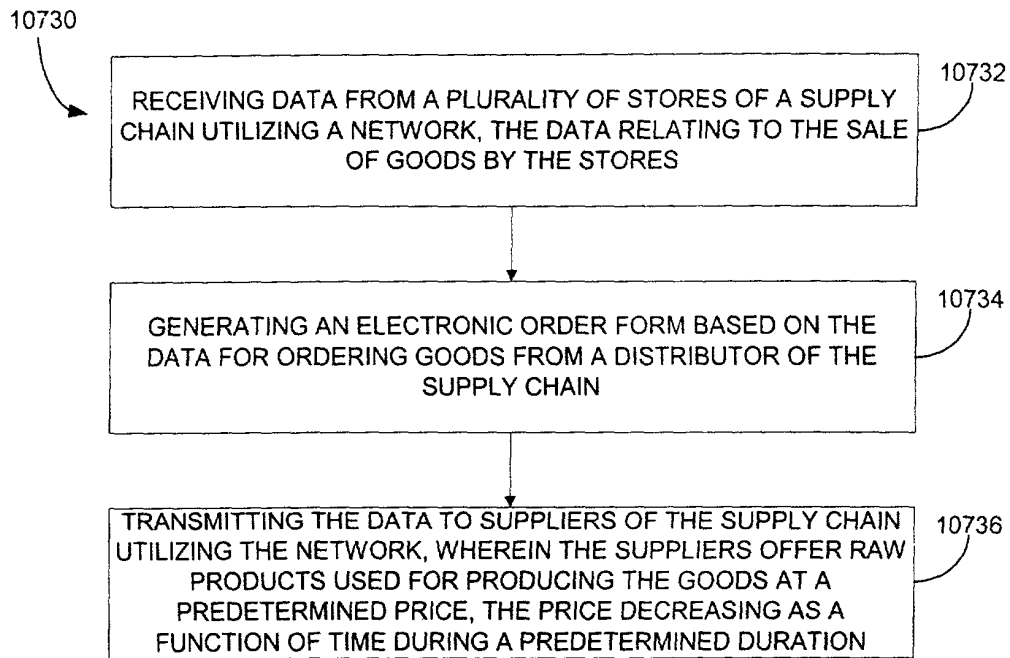 10730
10732
RECEIVING DATA FROM A PLURALITY OF STORES OF A SUPPLY
CHAIN UTILIZING A NETWORK, THE DATA RELATING TO THE SALE
OF GOODS BY THE STORES
10734
GENERATING AN ELECTRONIC ORDER FORM BASED ON THE
DATA FOR ORDERING GOODS FROM A DISTRIBUTOR OF THE
SUPPLY CHAIN
10736
TRANSMITTING THE DATA TO SUPPLIERS OF THE SUPPLY CHAIN
UTILIZING THE NETWORK, WHEREIN THE SUPPLIERS OFFER RAW
PRODUCTS USED FOR PRODUCING THE GOODS AT A
PREDETERMINED PRICE, THE PRICE DECREASING AS A
FUNCTION OF TIME DURING A PREDETERMINED DURATION